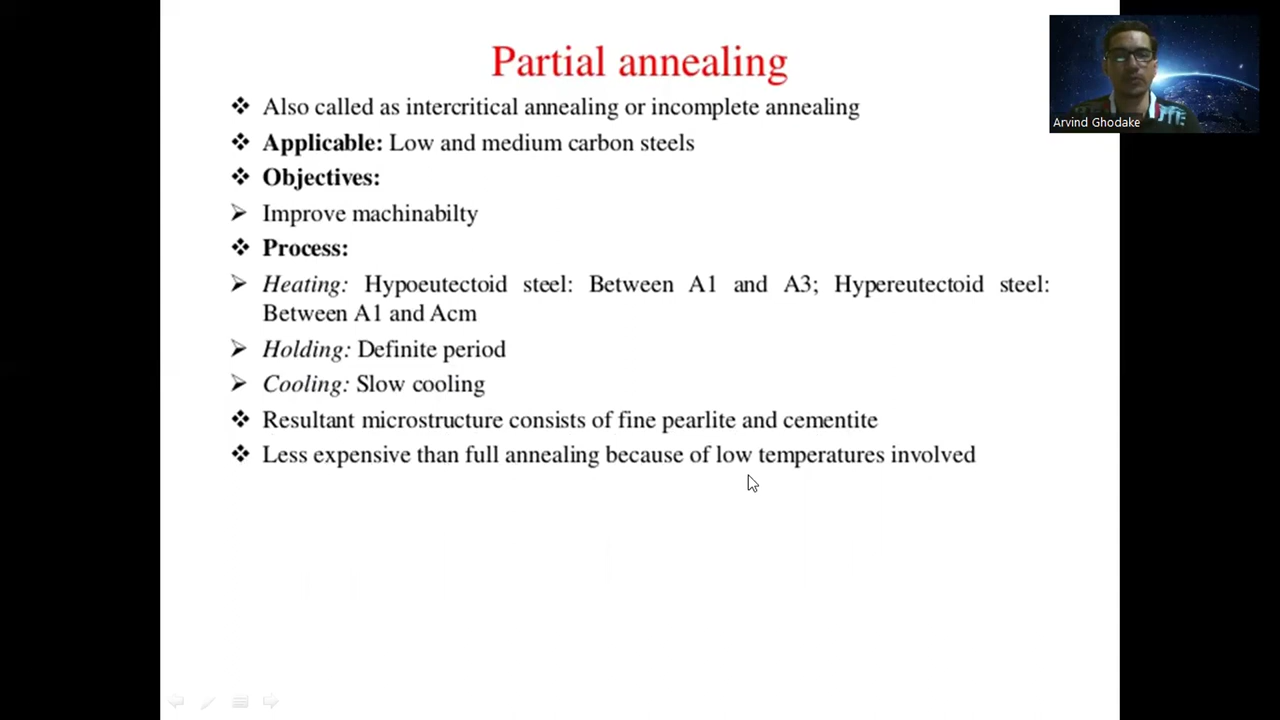 Partial annealing
Also called as intercritical annealing or incomplete annealing
Applicable: Low and medium carbon steels
Objectives:
Improve machinabilty
Process:
Heating: Hypoeutectoid steel: Between A1 and A3; Hypereutectoid steel:
Between A1 and Acm
Holding: Definite period
Cooling: Slow cooling
Resultant microstructure consists of fine pearlite and cementite
Less expensive than full annealing because of low temperatures involved
Arvind Ghodake